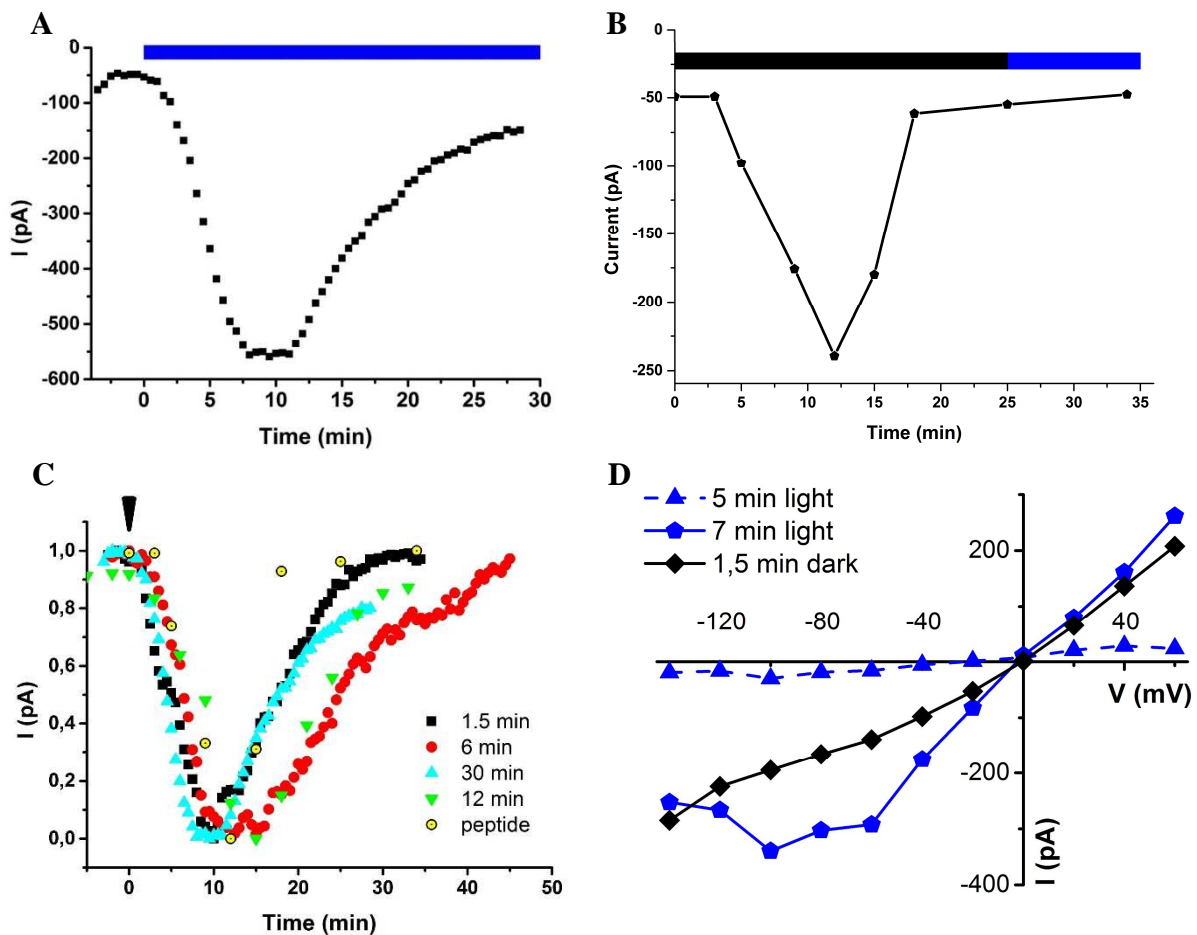 A
0
-100
-200
-300
-400
-500
-600
I (pA)
0
5
10
15
20
25
30
Time (min)
B
0
-50
-100
-150
-200
-250
Current (pA)
0
5
10
15
20
25
30
35
Time (min)
C
1,0
0,8
0,6
0,4
0,2
0,0
I (pA)
1.5 min
6 min
30 min
12 min
peptide
0
10
20
30
40
50
Time (min)
D
5 min light
7 min light
1,5 min dark
200
-120
-80
-40
40
V (mV)
-200
-400
I (pA)